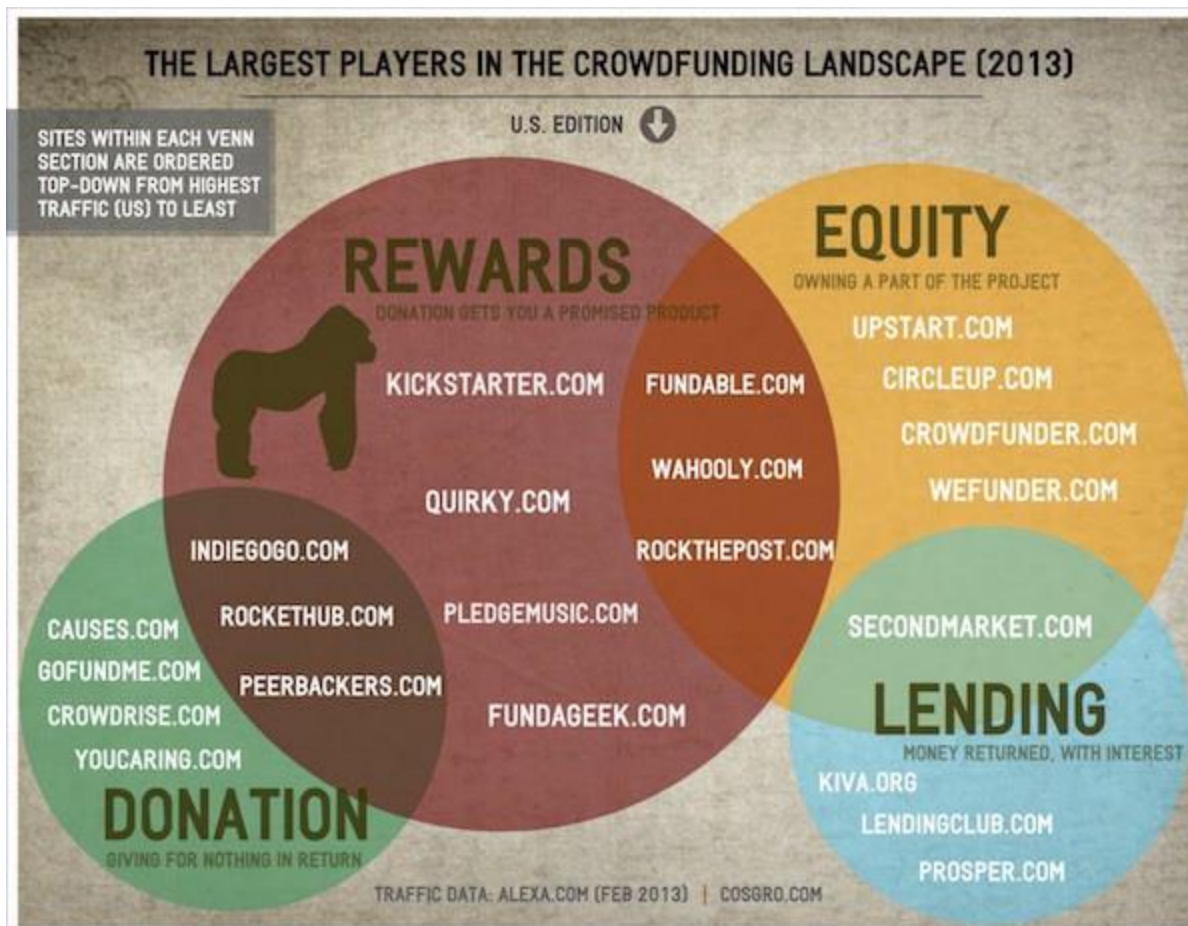 THE LARGEST PLAYERS IN THE CROWDFUNDING LANDSCAPE (2013)
U.S. EDITION
SITES WITHIN EACH VENN
SECTION ARE ORDERED
TOP-DOWN FROM HIGHEST
TRAFFIC (US) TO LEAST
REWARDS
DONATION GETS YOU A PROMISED PRODUCT
KICKSTARTER.COM
QUIRKY.COM
PLEDGEMUSIC.COM
FUNDAGEEK.COM
FUNDABLE.COM
WAHOOLY.COM
ROCKTHEPOST.COM
EQUITY
OWNING A PART OF THE PROJECT
UPSTART.COM
CIRCLEUP.COM
CROWDFUNDER.COM
WEFUNDER.COM
SECONDMARKET.COM
LENDING
MONEY RETURNED, WITH INTEREST
KIVA.ORG
LENDINGCLUB.COM
PROSPER.COM
INDIEGOGO.COM
ROCKETHUB.COM
PEERBACKERS.COM
CAUSES.COM
GOFUNDME.COM
CROWDRISE.COM
YOUCARING.COM
DONATION
GIVING FOR NOTHING IN RETURN
TRAFFIC DATA: ALEXA.COM (FEB 2013) | COSGRO.COM